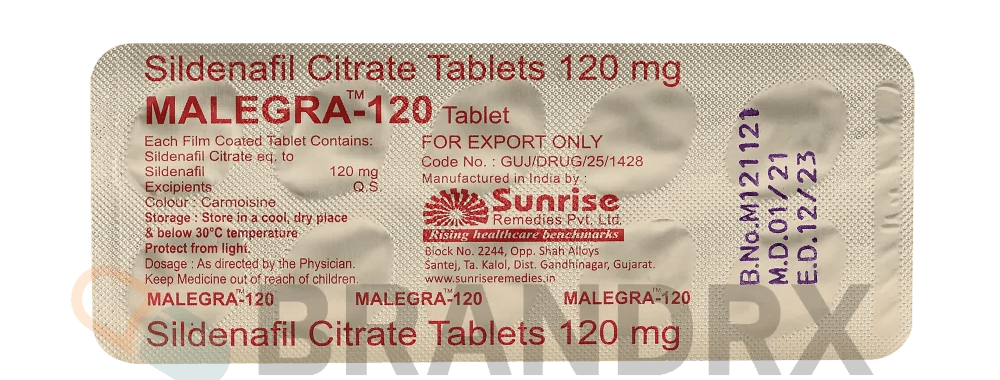 Sildenafil Citrate Tablets 120 mg
MALEGRA™-120 Tablet
Each Film Coated Tablet Contains:
Sildenafil Citrate eq. to
Sildenafil 120 mg
Excipients Q.S.
Colour : Carmoisine
Storage : Store in a cool, dry place
& below 30°C temperature
Protect from light.
Dosage : As directed by the Physician.
Keep Medicine out of reach of children.
FOR EXPORT ONLY
Code No. : GUJ/DRUG/25/1428
Manufactured in India by :
Sunrise
Remedies Pvt. Ltd.
Rising healthcare benchmarks
Block No. 2244, Opp. Shah Alloys
Santej, Ta. Kalol, Dist. Gandhinagar, Gujarat.
www.sunriseremedies.in
MALEGRA™-120 MALEGRA™-120 MALEGRA™-120
Sildenafil Citrate Tablets 120 mg
B.No.M121121
M.D.01/21
E.D.12/23
BRANDRX